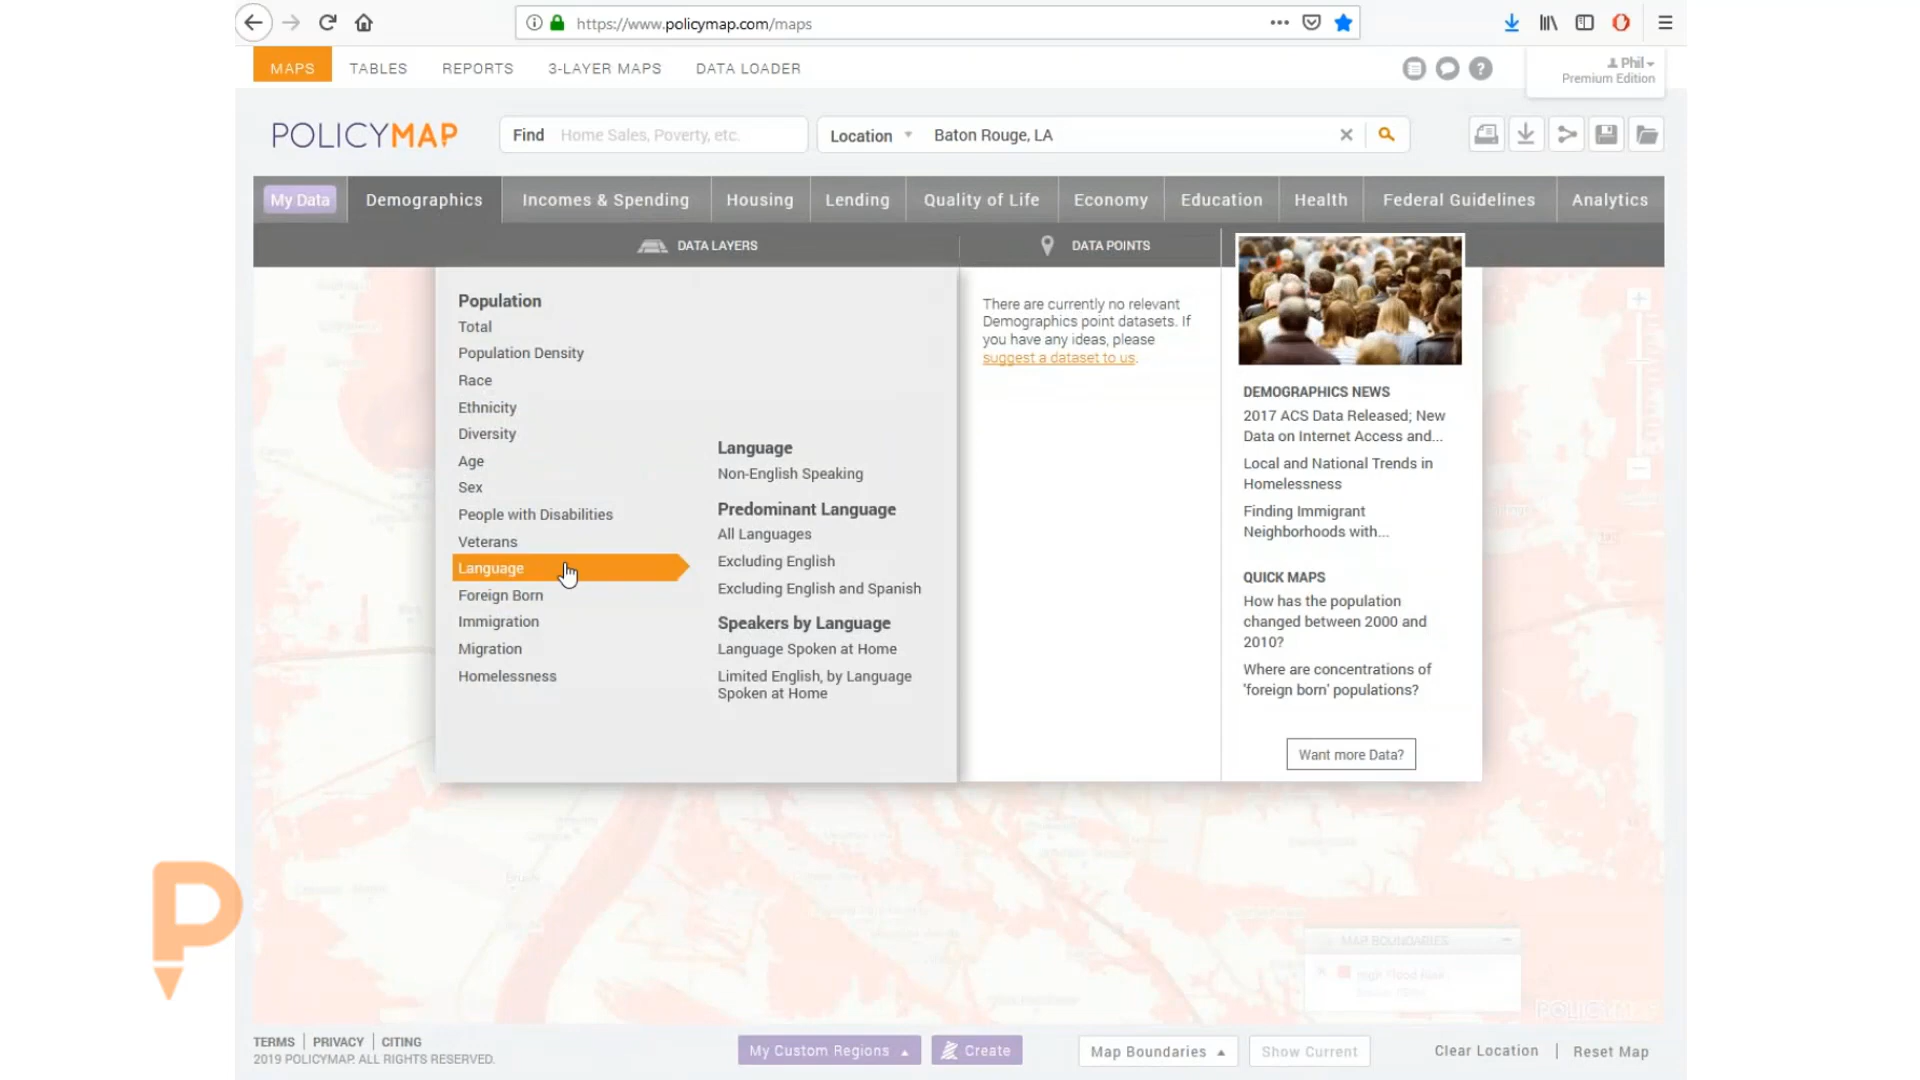 https://www.policymap.com/maps
MAPS
TABLES
REPORTS
3-LAYER MAPS
DATA LOADER
Phil
Premium Edition
POLICYMAP
Find Home Sales, Poverty, etc.
Location Baton Rouge, LA
My Data
Demographics
Incomes & Spending
Housing
Lending
Quality of Life
Economy
Education
Health
Federal Guidelines
Analytics
DATA LAYERS
DATA POINTS
Population
Total
Population Density
Race
Ethnicity
Diversity
Age
Sex
People with Disabilities
Veterans
Language
Foreign Born
Immigration
Migration
Homelessness
Language
Non-English Speaking
Predominant Language
All Languages
Excluding English
Excluding English and Spanish
Speakers by Language
Language Spoken at Home
Limited English, by Language
Spoken at Home
There are currently no relevant
Demographics point datasets. If
you have any ideas, please
suggest a dataset to us.
DEMOGRAPHICS NEWS
2017 ACS Data Released; New
Data on Internet Access and...
Local and National Trends in
Homelessness
Finding Immigrant
Neighborhoods with...
QUICK MAPS
How has the population
changed between 2000 and
2010?
Where are concentrations of
'foreign born' populations?
Want more Data?
MAP BOUNDARIES
High Flood Risk
POLICYMAP
P
TERMS | PRIVACY | CITING
2019 POLICYMAP. ALL RIGHTS RESERVED.
My Custom Regions
Create
Map Boundaries
Show Current
Clear Location | Reset Map